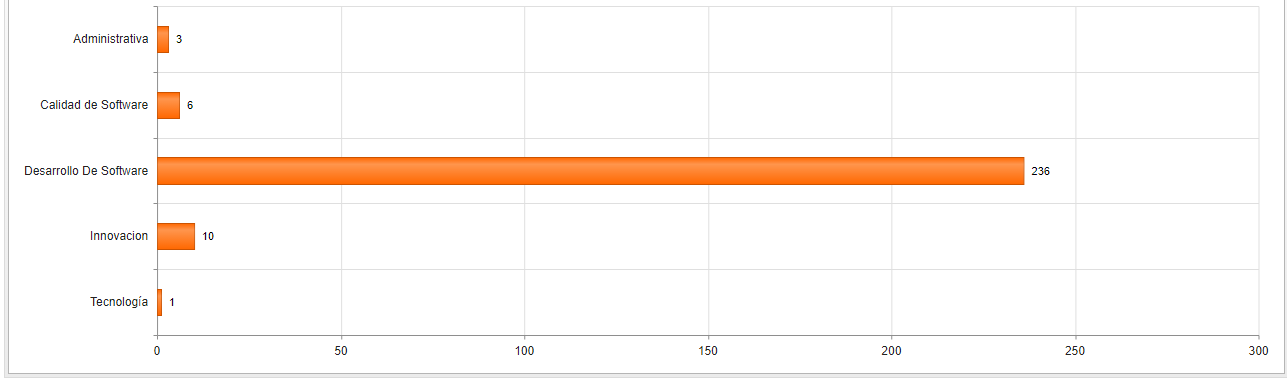 Administrativa 3
Calidad de Software 6
Desarrollo De Software 236
Innovacion 10
Tecnología 1
0 50 100 150 200 250 300